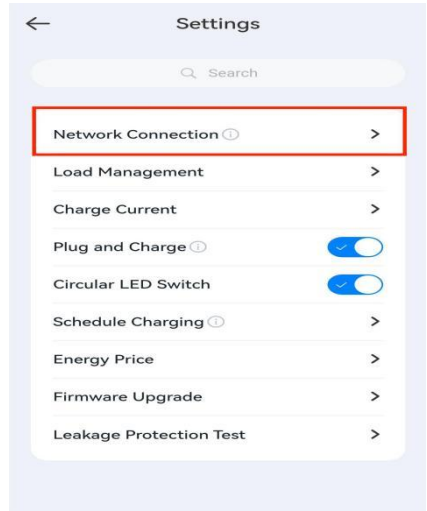 Settings
Search
Network Connection
Load Management
Charge Current
Plug and Charge
Circular LED Switch
Schedule Charging
Energy Price
Firmware Upgrade
Leakage Protection Test